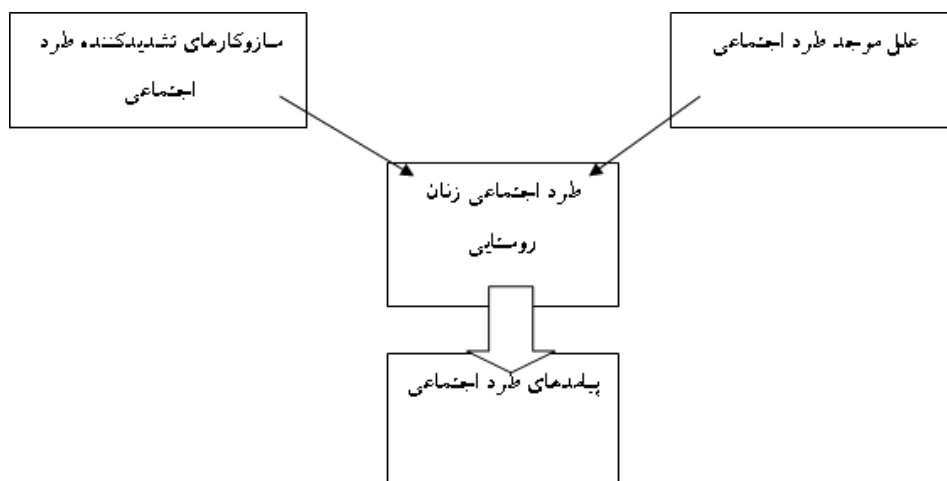 علل موجد طرد اجتماعی
سازوکارهای تشدیدکننده طرد
اجتماعی
طرد اجتماعی زنان
روستایی
پیامدهای طرد اجتماعی